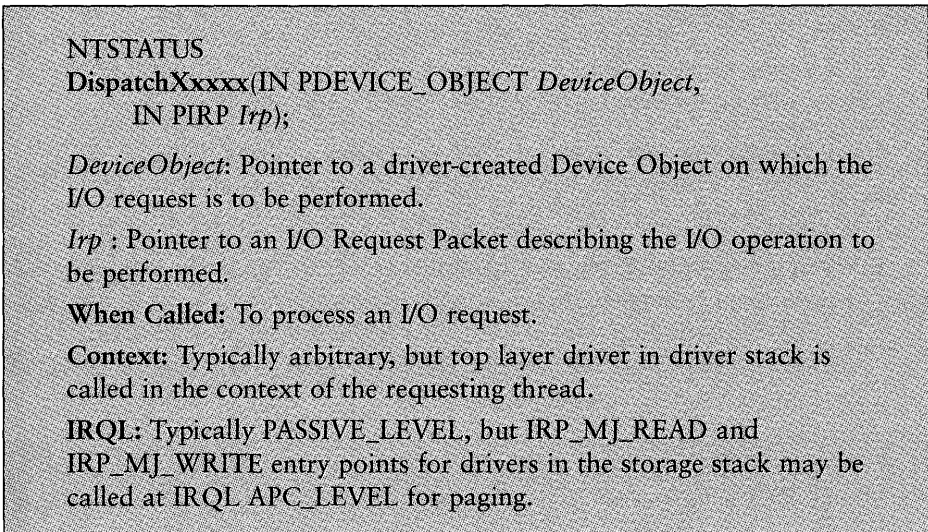 NTSTATUS
DispatchXxxxx(IN PDEVICE_OBJECT DeviceObject,
IN PIRP Irp);
DeviceObject: Pointer to a driver-created Device Object on which the
I/O request is to be performed.
Irp : Pointer to an I/O Request Packet describing the I/O operation to
be performed.
When Called: To process an I/O request.
Context: Typically arbitrary, but top layer driver in driver stack is
called in the context of the requesting thread.
IRQL: Typically PASSIVE_LEVEL, but IRP_MJ_READ and
IRP_MJ_WRITE entry points for drivers in the storage stack may be
called at IRQL APC_LEVEL for paging.